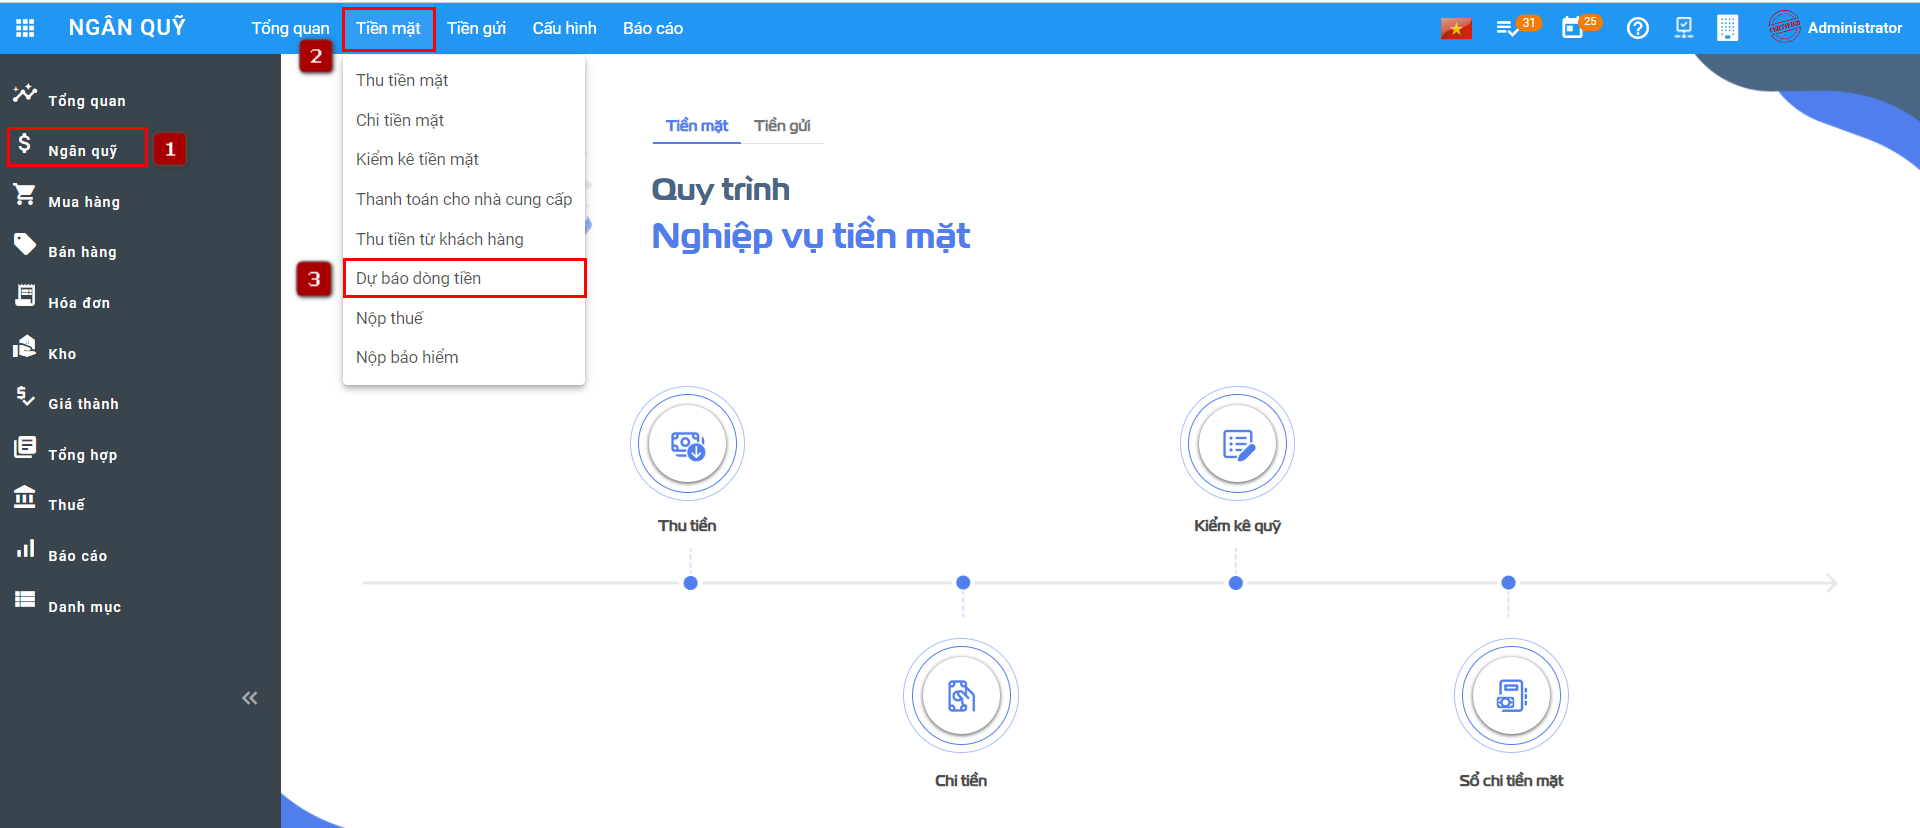 NGÂN QUỸ
Tổng quan
Tiền mặt
Tiền gửi
Cấu hình
Báo cáo
31
25
Administrator
2
Tổng quan
Ngân quỹ
1
Mua hàng
Bán hàng
Hóa đơn
Kho
Giá thành
Tổng hợp
Thuế
Báo cáo
Danh mục
Thu tiền mặt
Chi tiền mặt
Kiểm kê tiền mặt
Thanh toán cho nhà cung cấp
Thu tiền từ khách hàng
3
Dự báo dòng tiền
Nộp thuế
Nộp bảo hiểm
Tiền mặt
Tiền gửi
Quy trình
Nghiệp vụ tiền mặt
Thu tiền
Kiểm kê quỹ
Chi tiền
Sổ chi tiền mặt